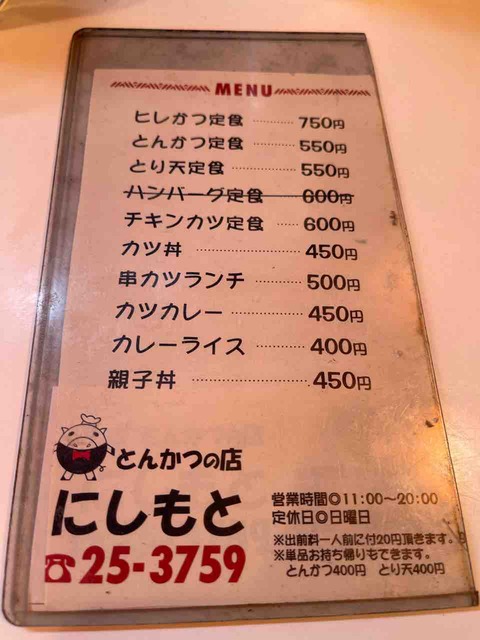 MENU
ヒレかつ定食 ………… 750円
とんかつ定食 ………… 550円
とり天定食 ………… 550円
ハンバーグ定食 600円
チキンカツ定食 …… 600円
カツ丼 ……………… 450円
串カツランチ ……… 500円
カツカレー ………… 450円
カレーライス ……… 400円
親子丼 ……………… 450円
とんかつの店
にしもと
☎25-3759
営業時間◎11:00〜20:00
定休日◎日曜日
※出前料一人前に付20円頂きます。
※単品お持ち帰りもできます。
とんかつ400円 とり天400円